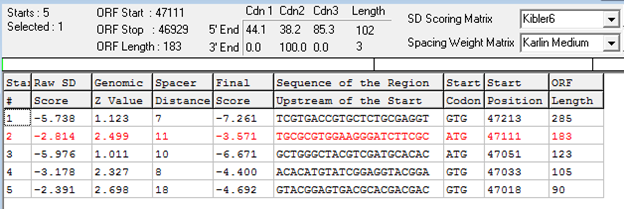 Starts : 5 ORF Start : 47111 Cdn 1 Cdn2 Cdn3 Length SD Scoring Matrix Kibler6
Selected : 1 ORF Stop : 46929 5' End 44.1 38.2 85.3 102
ORF Length : 183 3' End 0.0 100.0 0.0 3 Spacing Weight Matrix Karlin Medium
Star Raw SD Genomic Spacer Final Sequence of the Region Start Start ORF
# Score Z Value Distance Score Upstream of the Start Codon Position Length
1 -5.738 1.123 7 -7.261 TCGTGACCGTGCTCTGCGAGGT GTG 47213 285
2 -2.814 2.499 11 -3.571 TGCGCGTGGAAGGGATCTTCGC ATG 47111 183
3 -5.976 1.011 10 -6.671 GCTGGGCTACGTCGATGCACAC ATG 47051 123
4 -3.178 2.327 8 -4.400 ACACATGTATCGGAGGTACGGA GTG 47033 105
5 -2.391 2.698 18 -4.692 GTACGGAGTGACGCACGACGAC GTG 47018 90